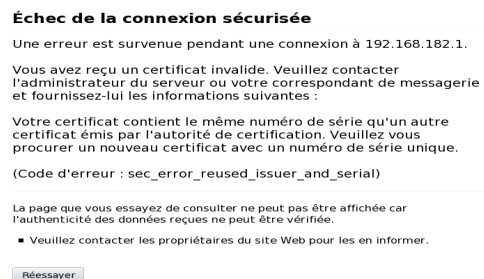 Échec de la connexion sécurisée
Une erreur est survenue pendant une connexion à 192.168.182.1.
Vous avez reçu un certificat invalide. Veuillez contacter
l'administrateur du serveur ou votre correspondant de messagerie
et fournissez-lui les informations suivantes :
Votre certificat contient le même numéro de série qu'un autre
certificat émis par l'autorité de certification. Veuillez vous
procurer un nouveau certificat avec un numéro de série unique.
(Code d'erreur : sec_error_reused_issuer_and_serial)
La page que vous essayez de consulter ne peut pas être affichée car
l'authenticité des données reçues ne peut être vérifiée.
▪ Veuillez contacter les propriétaires du site Web pour les en informer.
Réessayer